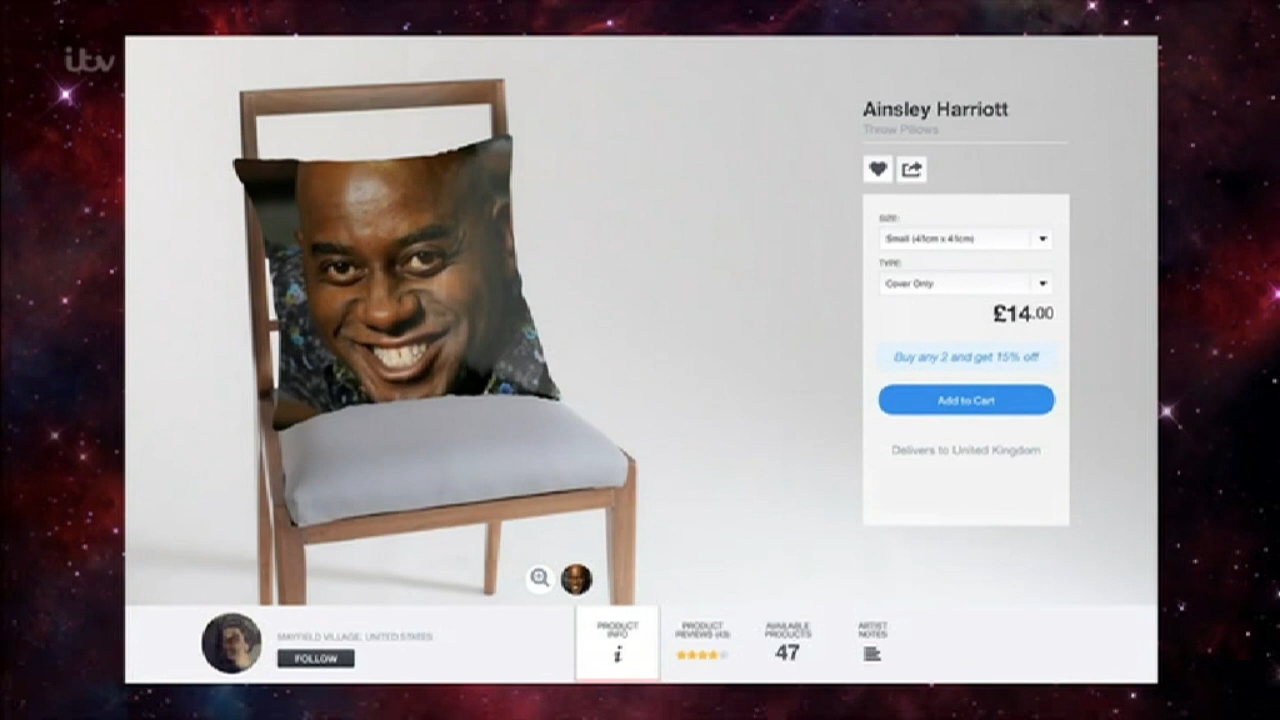 itv
Ainsley Harriott
Throw Pillows
SIZE:
Small (41cm x 41cm)
TYPE:
Cover Only
£14.00
Buy any 2 and get 15% off
Add to Cart
Delivers to United Kingdom
MAYFIELD VILLAGE, UNITED STATES
FOLLOW
PRODUCT
INFO
i
PRODUCT
REVIEWS (43)
AVAILABLE
PRODUCTS
47
ARTIST
NOTES